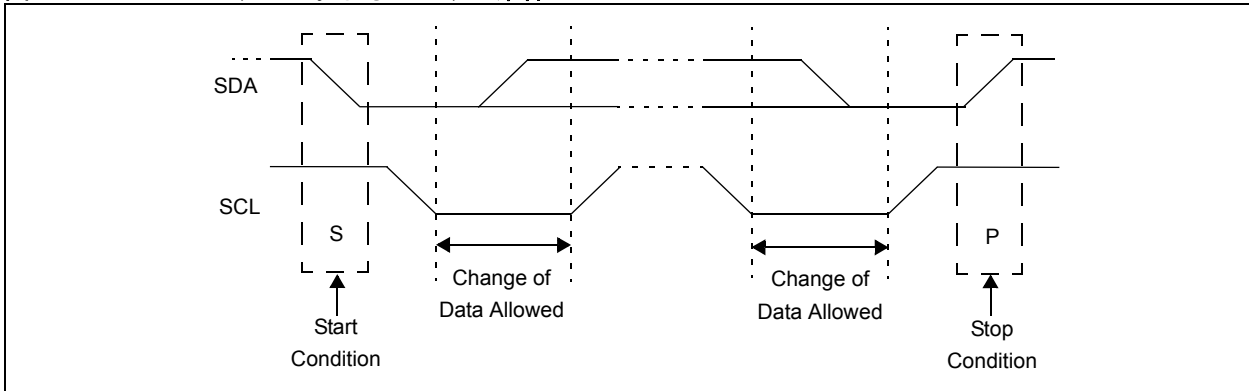 SDA
SCL
S
P
Change of
Data Allowed
Change of
Data Allowed
Start
Condition
Stop
Condition